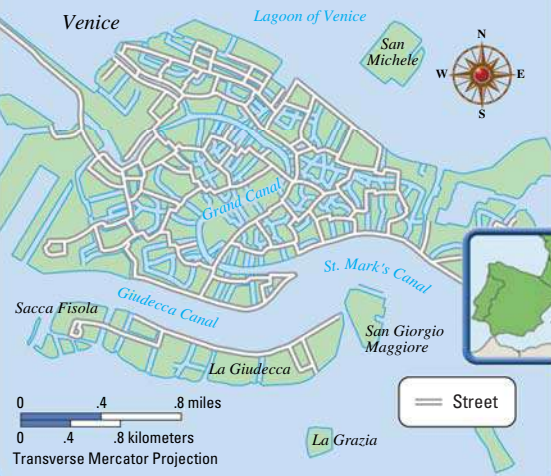 Venice
Lagoon of Venice
San
Michele
N
W
E
S
Grand Canal
St. Mark's Canal
Giudecca Canal
Sacca Fisola
San Giorgio
Maggiore
La Giudecca
0 .4 .8 miles
0 .4 .8 kilometers
Transverse Mercator Projection
La Grazia
Street